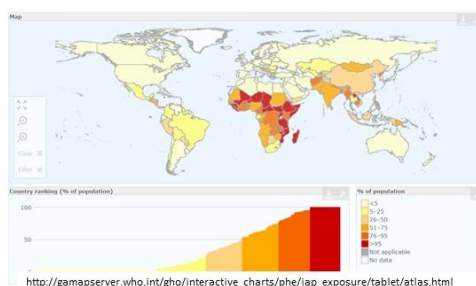 Map
Clear ×
Filter ×
Country ranking (% of population)
100
50
% of population
<5
5-25
26-50
51-75
76-95
>95
Not applicable
No data
http://gamapserver.who.int/gho/interactive_charts/phe/iap_exposure/tablet/atlas.html